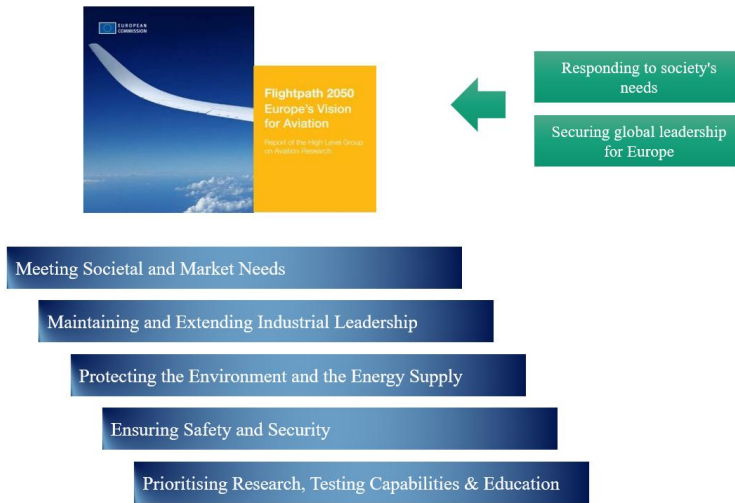 EUROPEAN
COMMISSION
Flightpath 2050
Europe's Vision
for Aviation
Report of the High Level Group
on Aviation Research
Responding to society's
needs
Securing global leadership
for Europe
Meeting Societal and Market Needs
Maintaining and Extending Industrial Leadership
Protecting the Environment and the Energy Supply
Ensuring Safety and Security
Prioritising Research, Testing Capabilities & Education